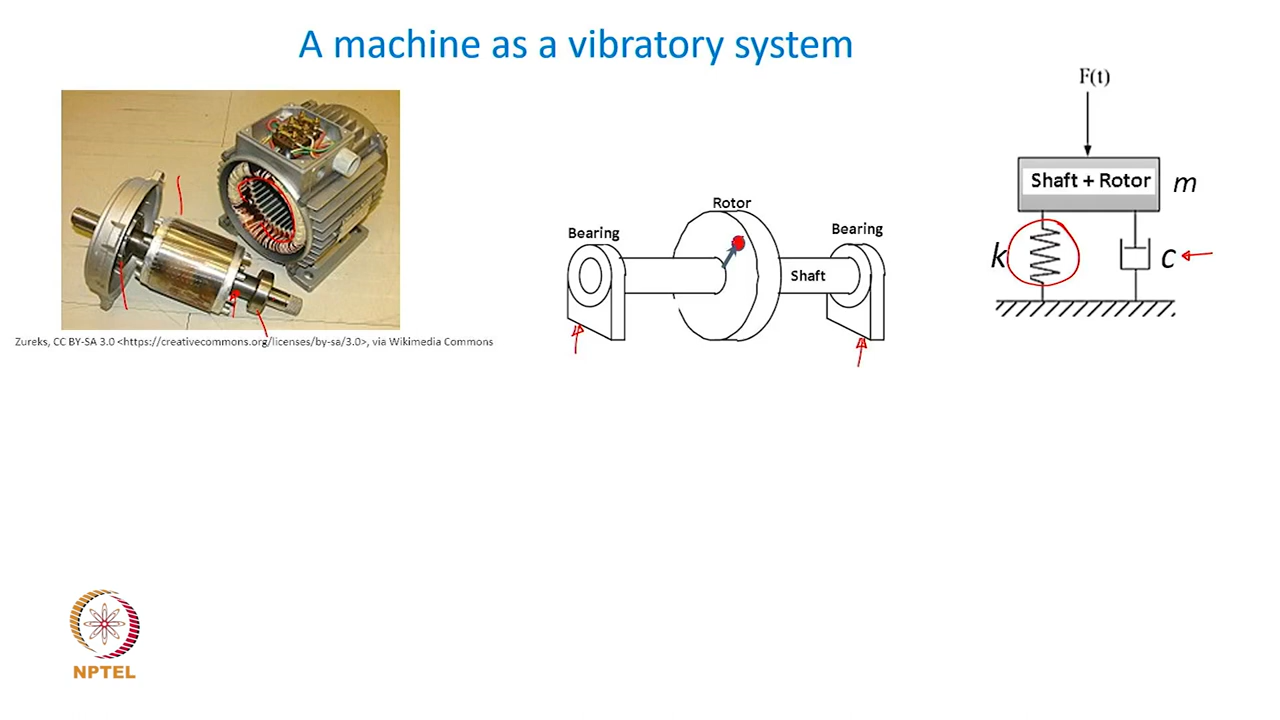 A machine as a vibratory system
F(t)
Shaft + Rotor
m
k
c
Rotor
Bearing
Bearing
Shaft
Zureks, CC BY-SA 3.0 <https://creativecommons.org/licenses/by-sa/3.0>, via Wikimedia Commons
NPTEL